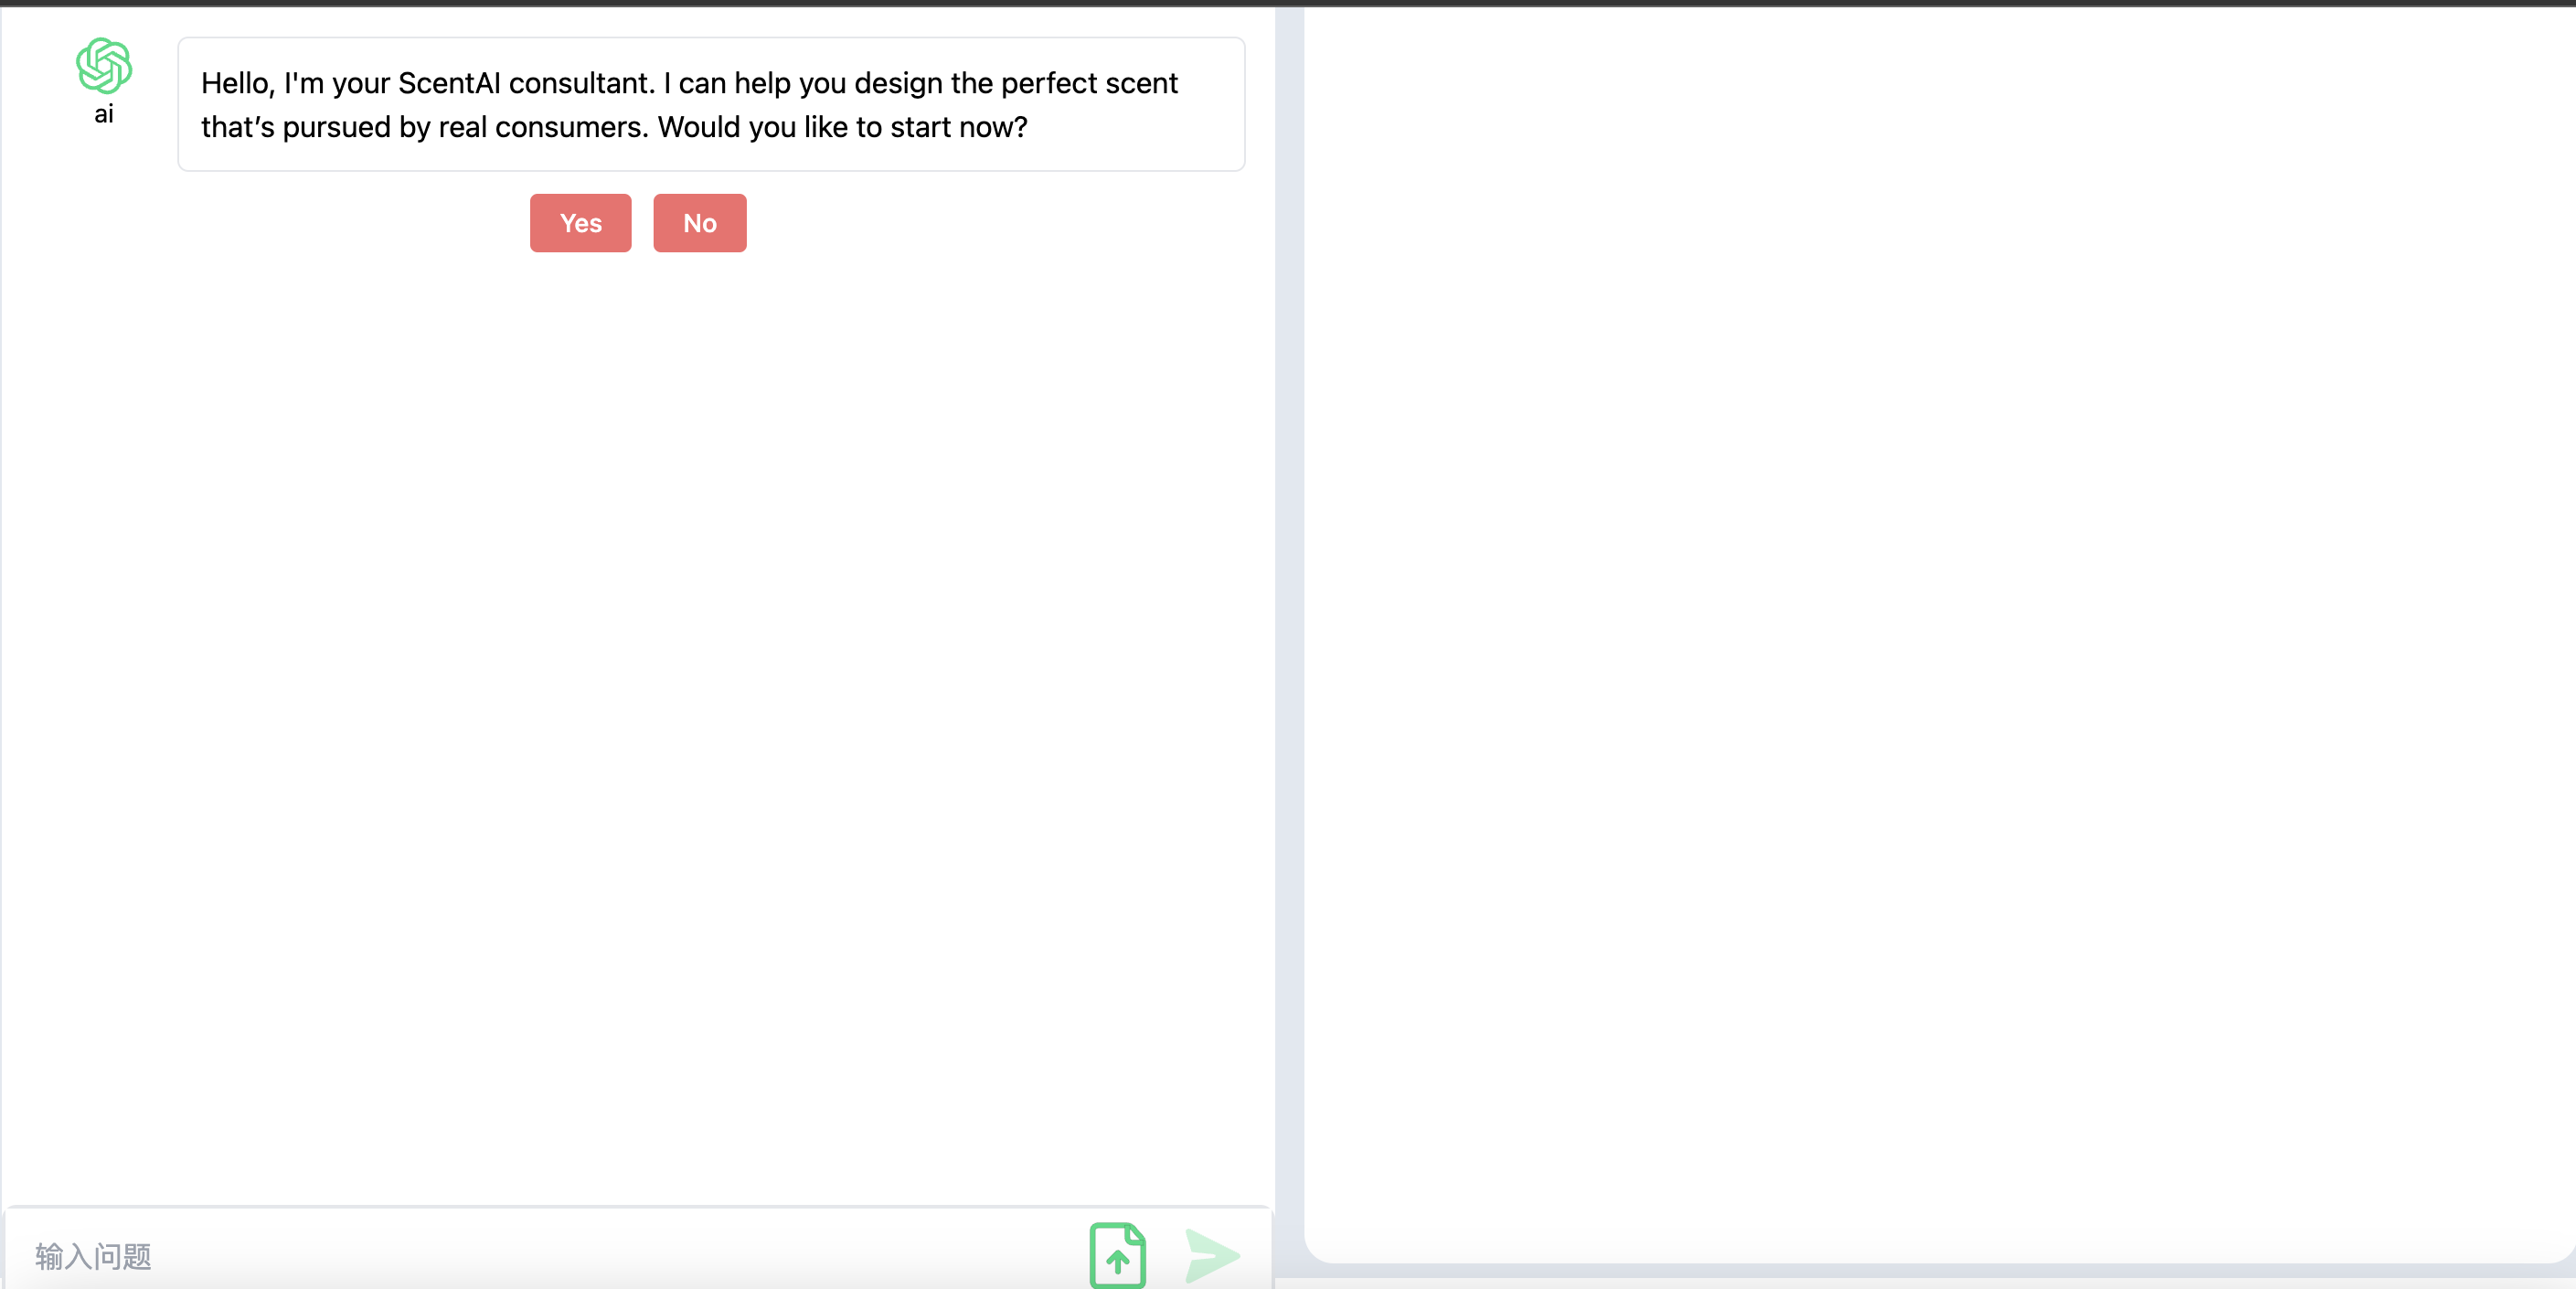 Hello, I'm your ScentAI consultant. I can help you design the perfect scent
that’s pursued by real consumers. Would you like to start now?
ai
Yes No
输入问题